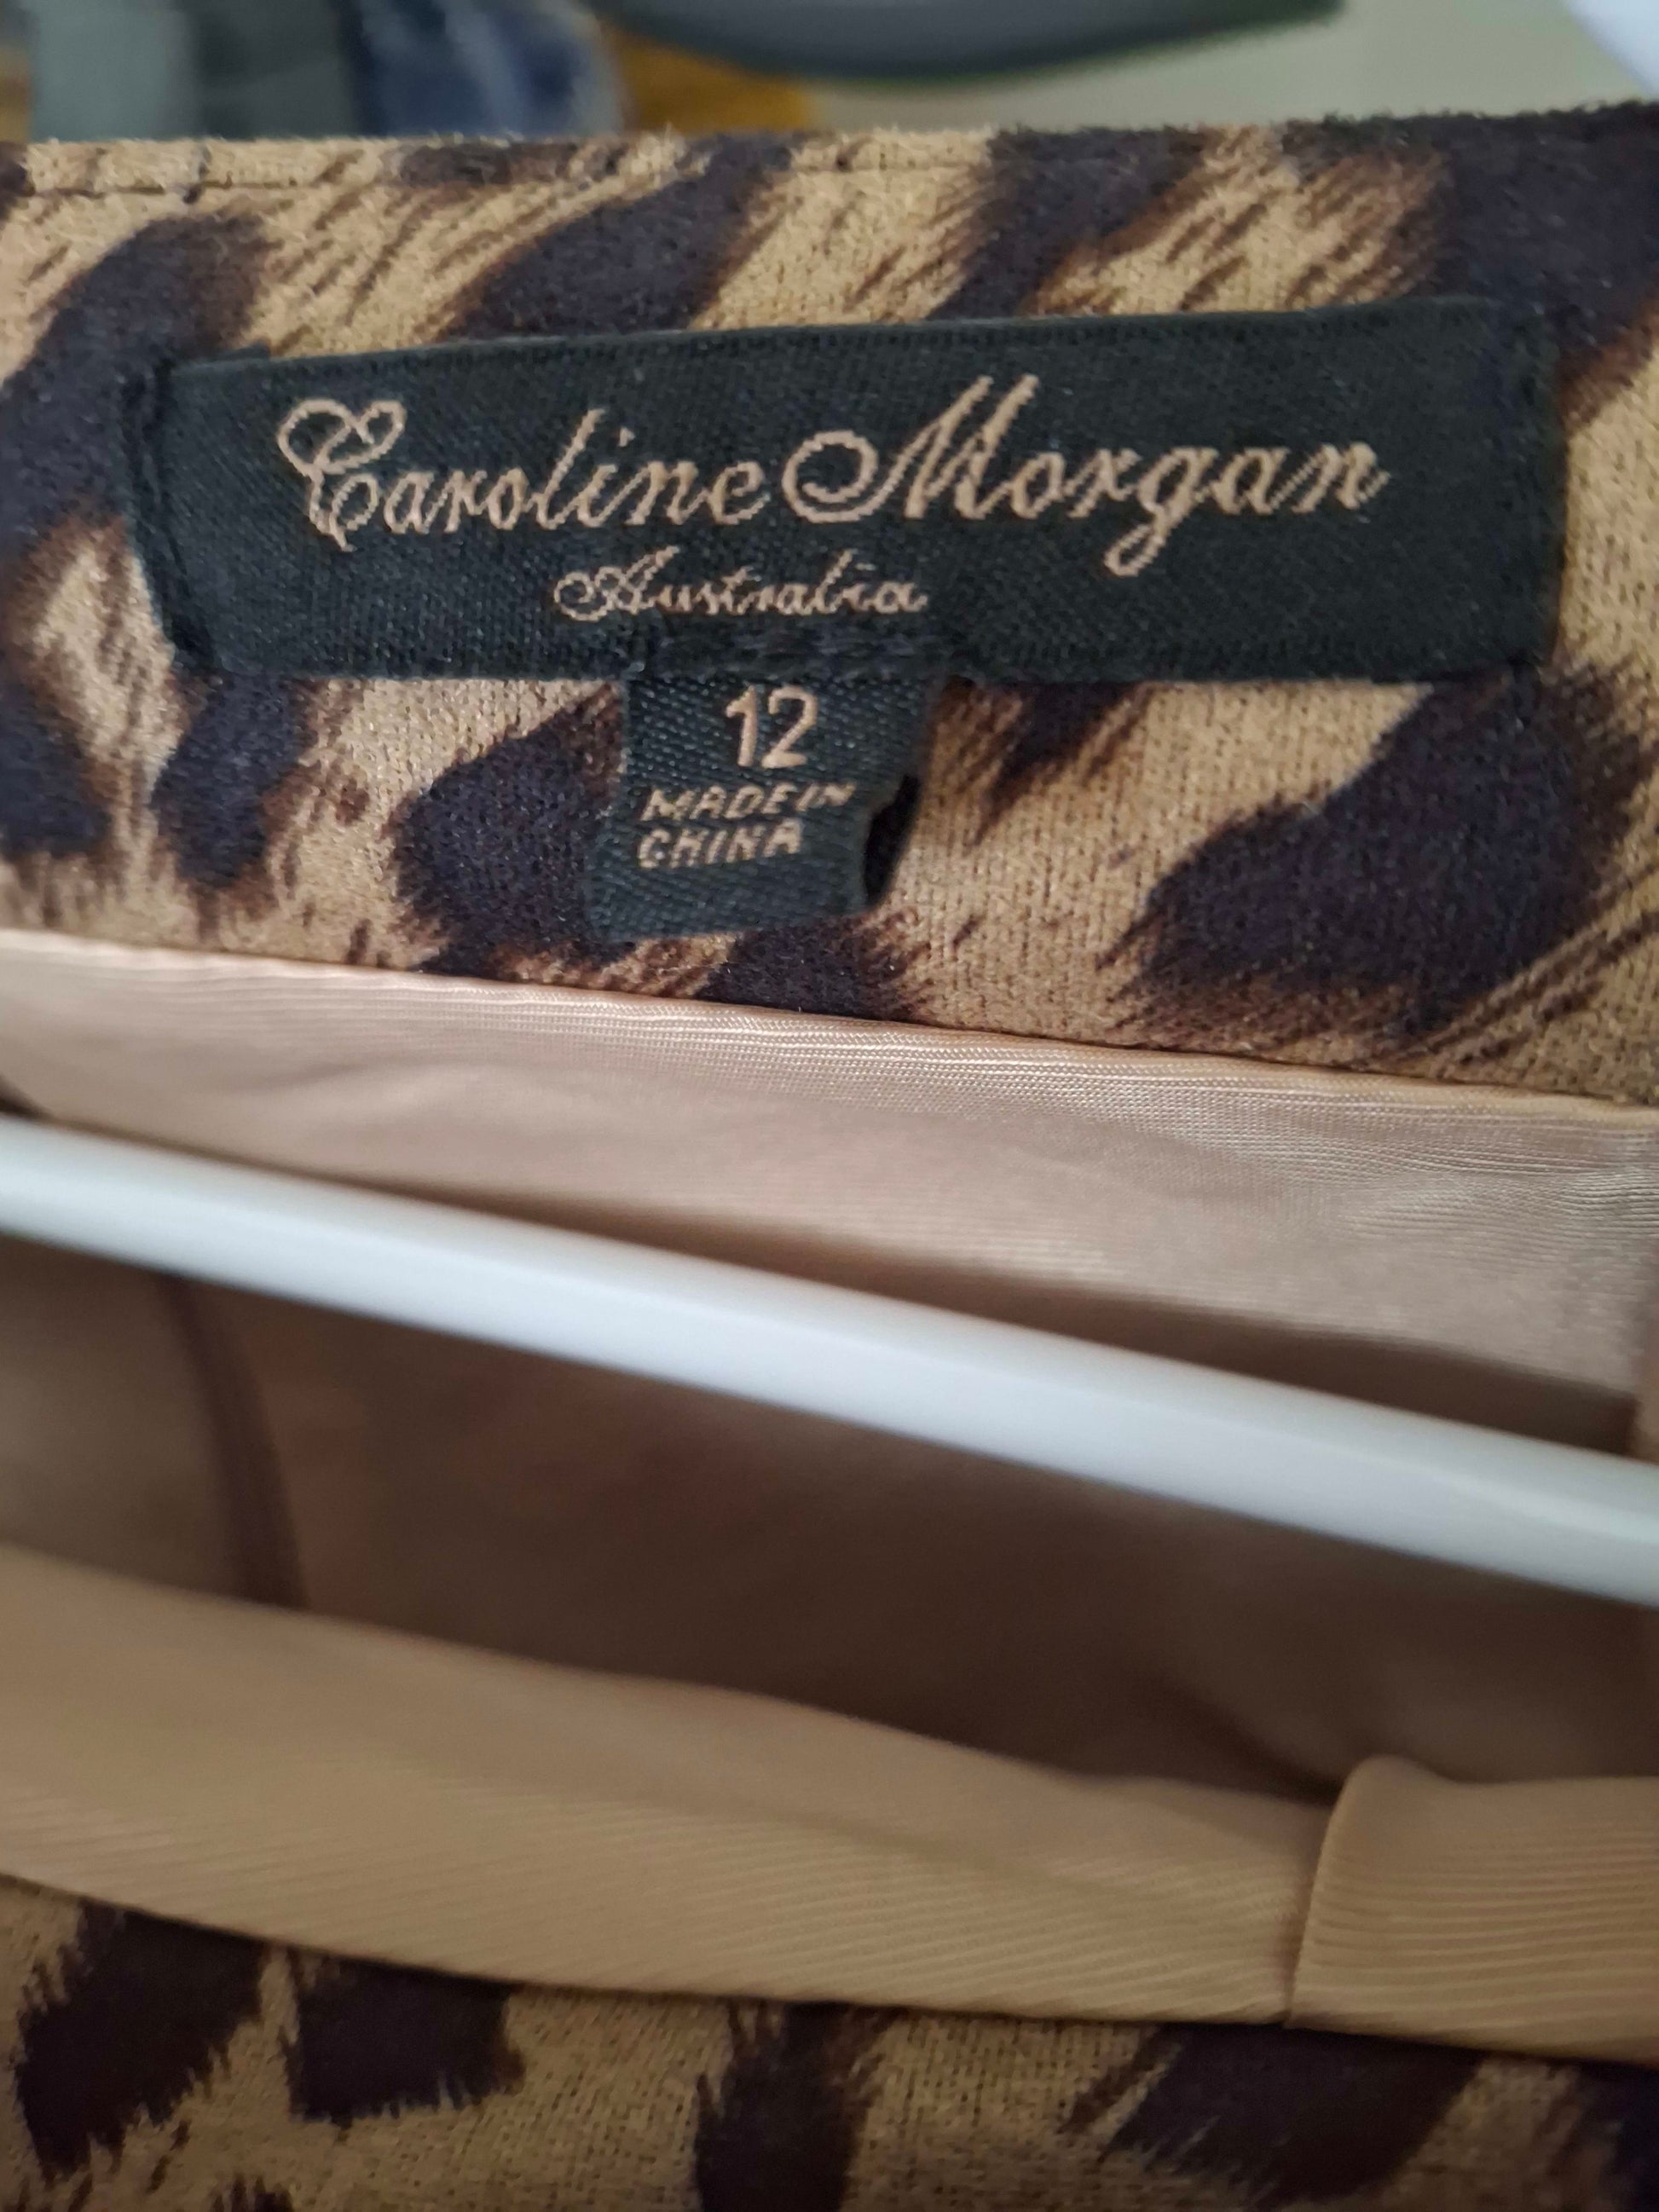 Caroline Morgan
Australia
12
MADE IN
CHINA